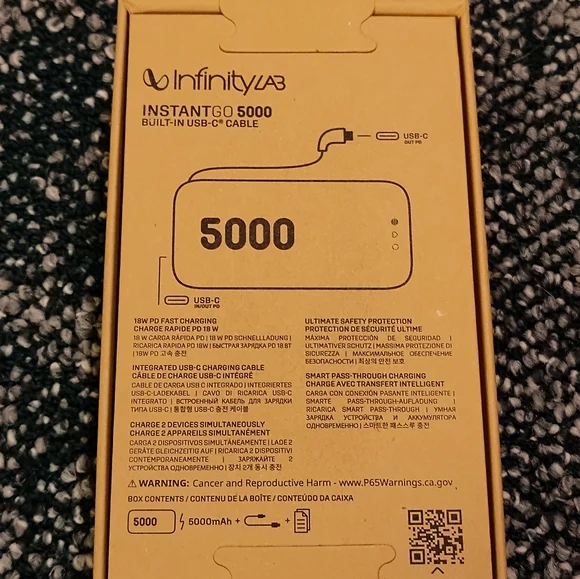 InfinityLAB
INSTANTGO 5000
BUILT-IN USB-C® CABLE
USB-C
OUT PD
5000
USB-C
IN/OUT PD
18W PD FAST CHARGING
CHARGE RAPIDE PD 18 W
18 W CARGA RÁPIDA PD | 18 W PD SCHNELLLADUNG |
RICARICA RAPIDA PD 18W | БЫСТРАЯ ЗАРЯДКА PD 18 ВТ
| 18W PD 고속 충전
INTEGRATED USB-C CHARGING CABLE
CÂBLE DE CHARGE USB-C INTÉGRÉ
CABLE DE CARGA USB-C INTEGRADO | INTEGRIERTES
USB-C-LADEKABEL | CAVO DI RICARICA USB-C
INTEGRATO | ВСТРОЕННЫЙ КАБЕЛЬ ДЛЯ ЗАРЯДКИ
ТИПА USB-C | 통합형 USB-C 충전 케이블
CHARGE 2 DEVICES SIMULTANEOUSLY
CHARGE 2 APPAREILS SIMULTANÉMENT
CARGA 2 DISPOSITIVOS SIMULTÁNEAMENTE | LADE 2
GERÄTE GLEICHZEITIG AUF | RICARICA 2 DISPOSITIVI
CONTEMPORANEAMENTE | ЗАРЯЖАЙТЕ 2
УСТРОЙСТВА ОДНОВРЕМЕННО | 장치 2개 동시 충전
ULTIMATE SAFETY PROTECTION
PROTECTION DE SÉCURITÉ ULTIME
MÁXIMA PROTECCIÓN DE SEGURIDAD |
ULTIMATIVER SCHUTZ | MASSIMA PROTEZIONE DI
SICUREZZA | МАКСИМАЛЬНОЕ ОБЕСПЕЧЕНИЕ
БЕЗОПАСНОСТИ | 최상의 안전 보호
SMART PASS-THROUGH CHARGING
CHARGE AVEC TRANSFERT INTELLIGENT
CARGA CON CONEXIÓN PASANTE INTELIGENTE |
SMARTE PASS-THROUGH-AUFLADUNG |
RICARICA SMART PASS-THROUGH | УМНАЯ
ЗАРЯДКА УСТРОЙСТВА И АККУМУЛЯТОРА
ОДНОВРЕМЕННО | 스마트한 패스스루 충전
⚠ WARNING: Cancer and Reproductive Harm - www.P65Warnings.ca.gov
BOX CONTENTS / CONTENU DE LA BOÎTE / CONTEÚDO DA CAIXA
5000 5000mAh + +